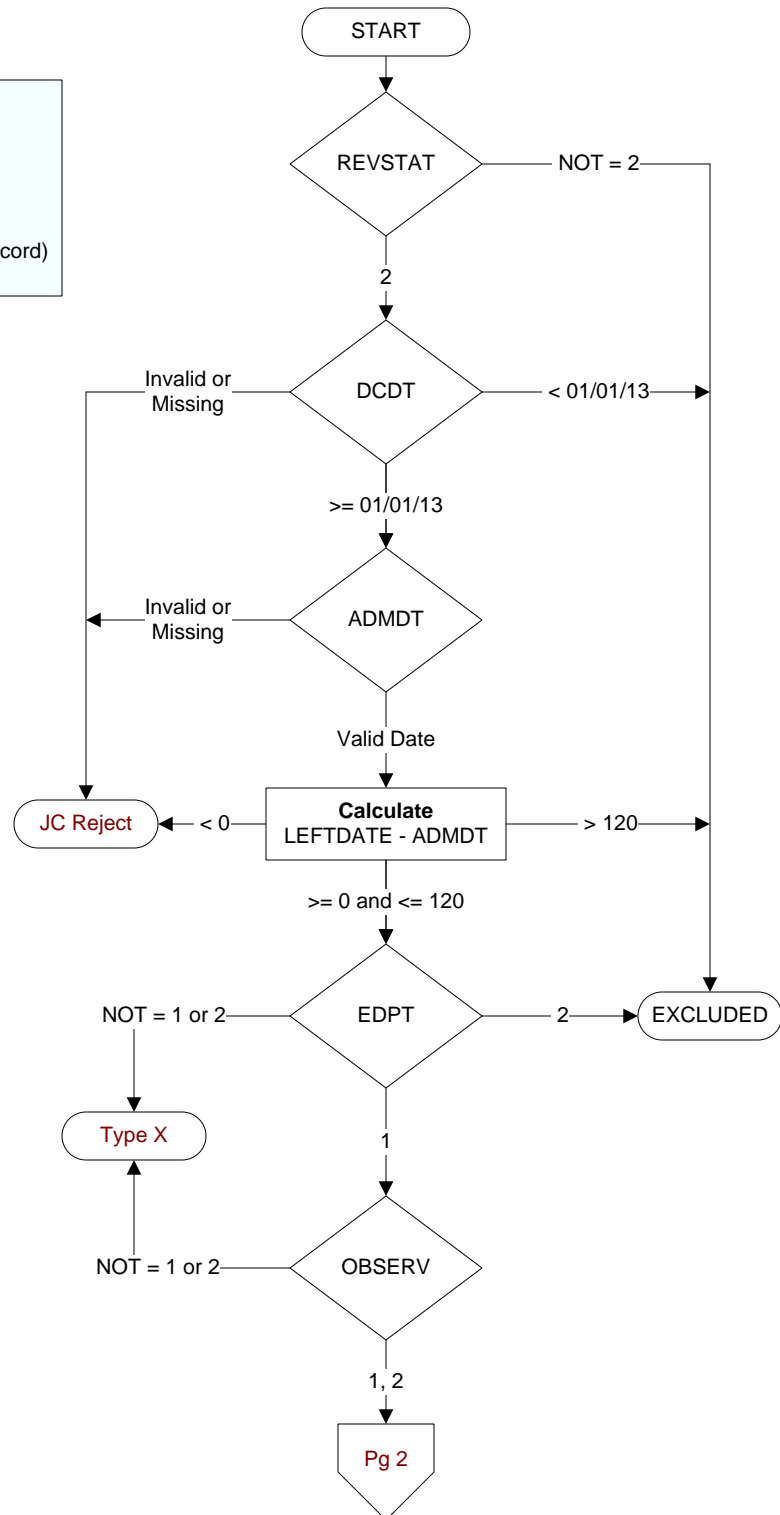 START
REVSTAT
NOT = 2
cord)
2
Invalid or
Missing
DCDT
< 01/01/13
>= 01/01/13
Invalid or
Missing
ADMDT
Valid Date
JC Reject
< 0
Calculate
LEFTDATE - ADMDT
> 120
>= 0 and <= 120
NOT = 1 or 2
EDPT
2
EXCLUDED
Type X
1
NOT = 1 or 2
OBSERV
1, 2
Pg 2